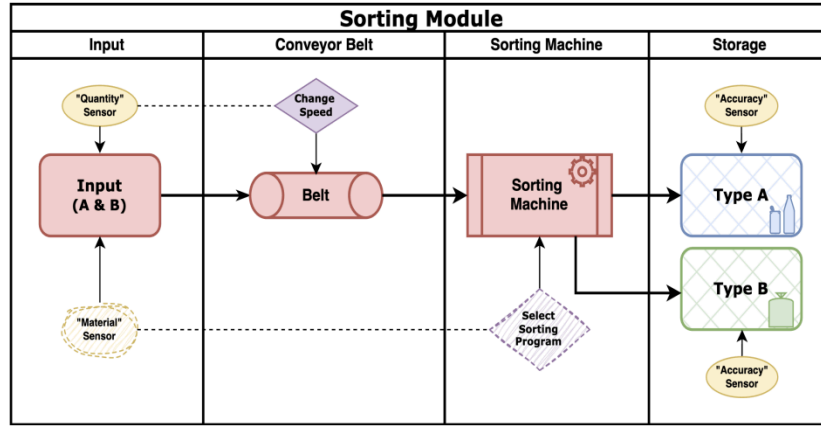 Sorting Module
Input
Conveyor Belt
Sorting Machine
Storage
"Quantity"
Sensor
Change
Speed
"Accuracy"
Sensor
Input
(A & B)
Belt
Sorting
Machine
Type A
Type B
"Material"
Sensor
Select
Sorting
Program
"Accuracy"
Sensor